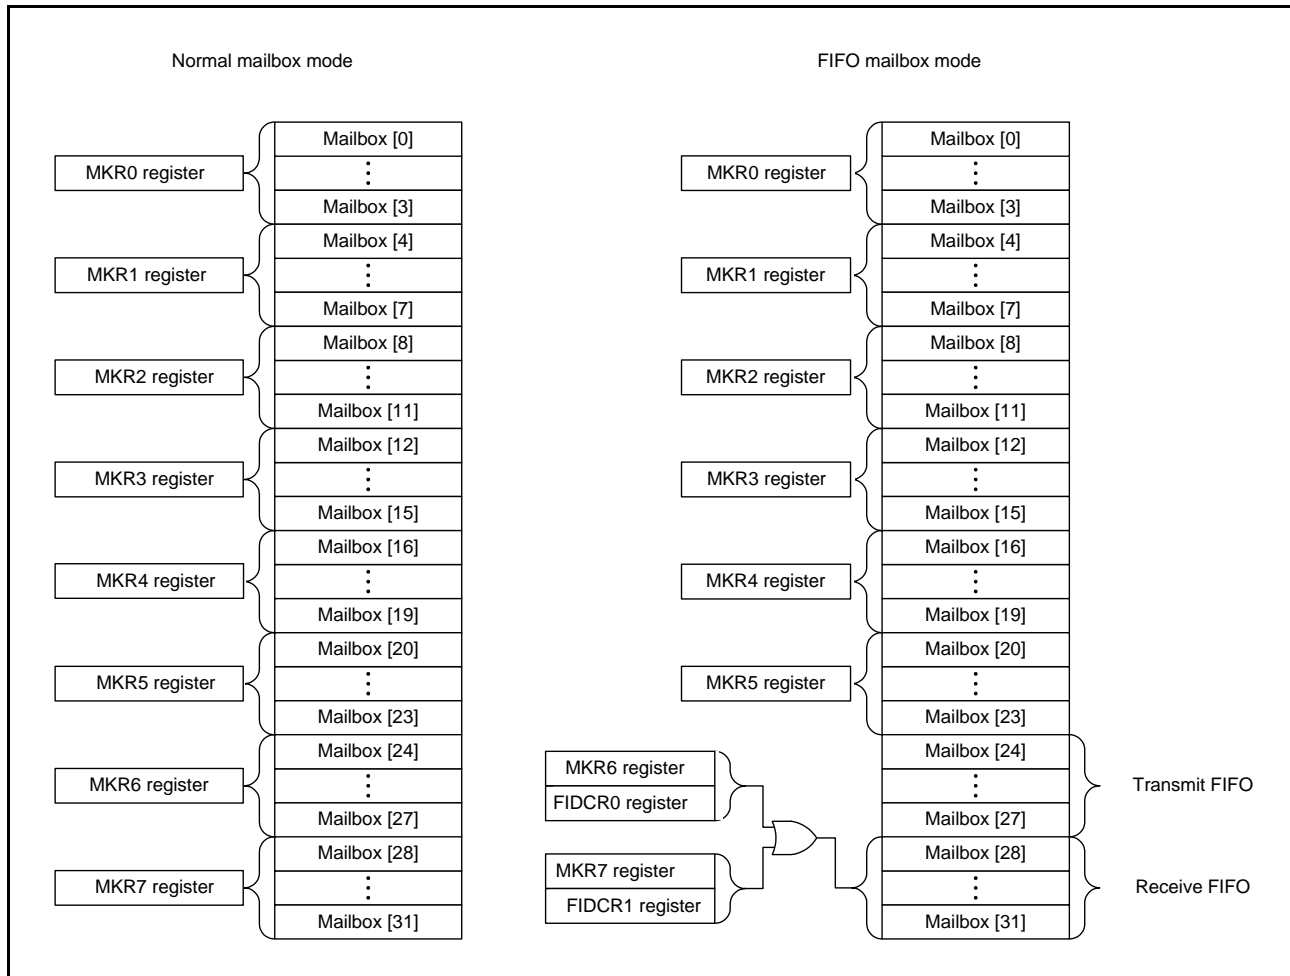 Normal mailbox mode
MKR0 register
Mailbox [0]
Mailbox [3]
MKR1 register
Mailbox [4]
Mailbox [7]
MKR2 register
Mailbox [8]
Mailbox [11]
MKR3 register
Mailbox [12]
Mailbox [15]
MKR4 register
Mailbox [16]
Mailbox [19]
MKR5 register
Mailbox [20]
Mailbox [23]
MKR6 register
Mailbox [24]
Mailbox [27]
MKR7 register
Mailbox [28]
Mailbox [31]
FIFO mailbox mode
MKR0 register
Mailbox [0]
Mailbox [3]
MKR1 register
Mailbox [4]
Mailbox [7]
MKR2 register
Mailbox [8]
Mailbox [11]
MKR3 register
Mailbox [12]
Mailbox [15]
MKR4 register
Mailbox [16]
Mailbox [19]
MKR5 register
Mailbox [20]
Mailbox [23]
MKR6 register
FIDCR0 register
Mailbox [24]
Mailbox [27]
Transmit FIFO
MKR7 register
FIDCR1 register
Mailbox [28]
Mailbox [31]
Receive FIFO